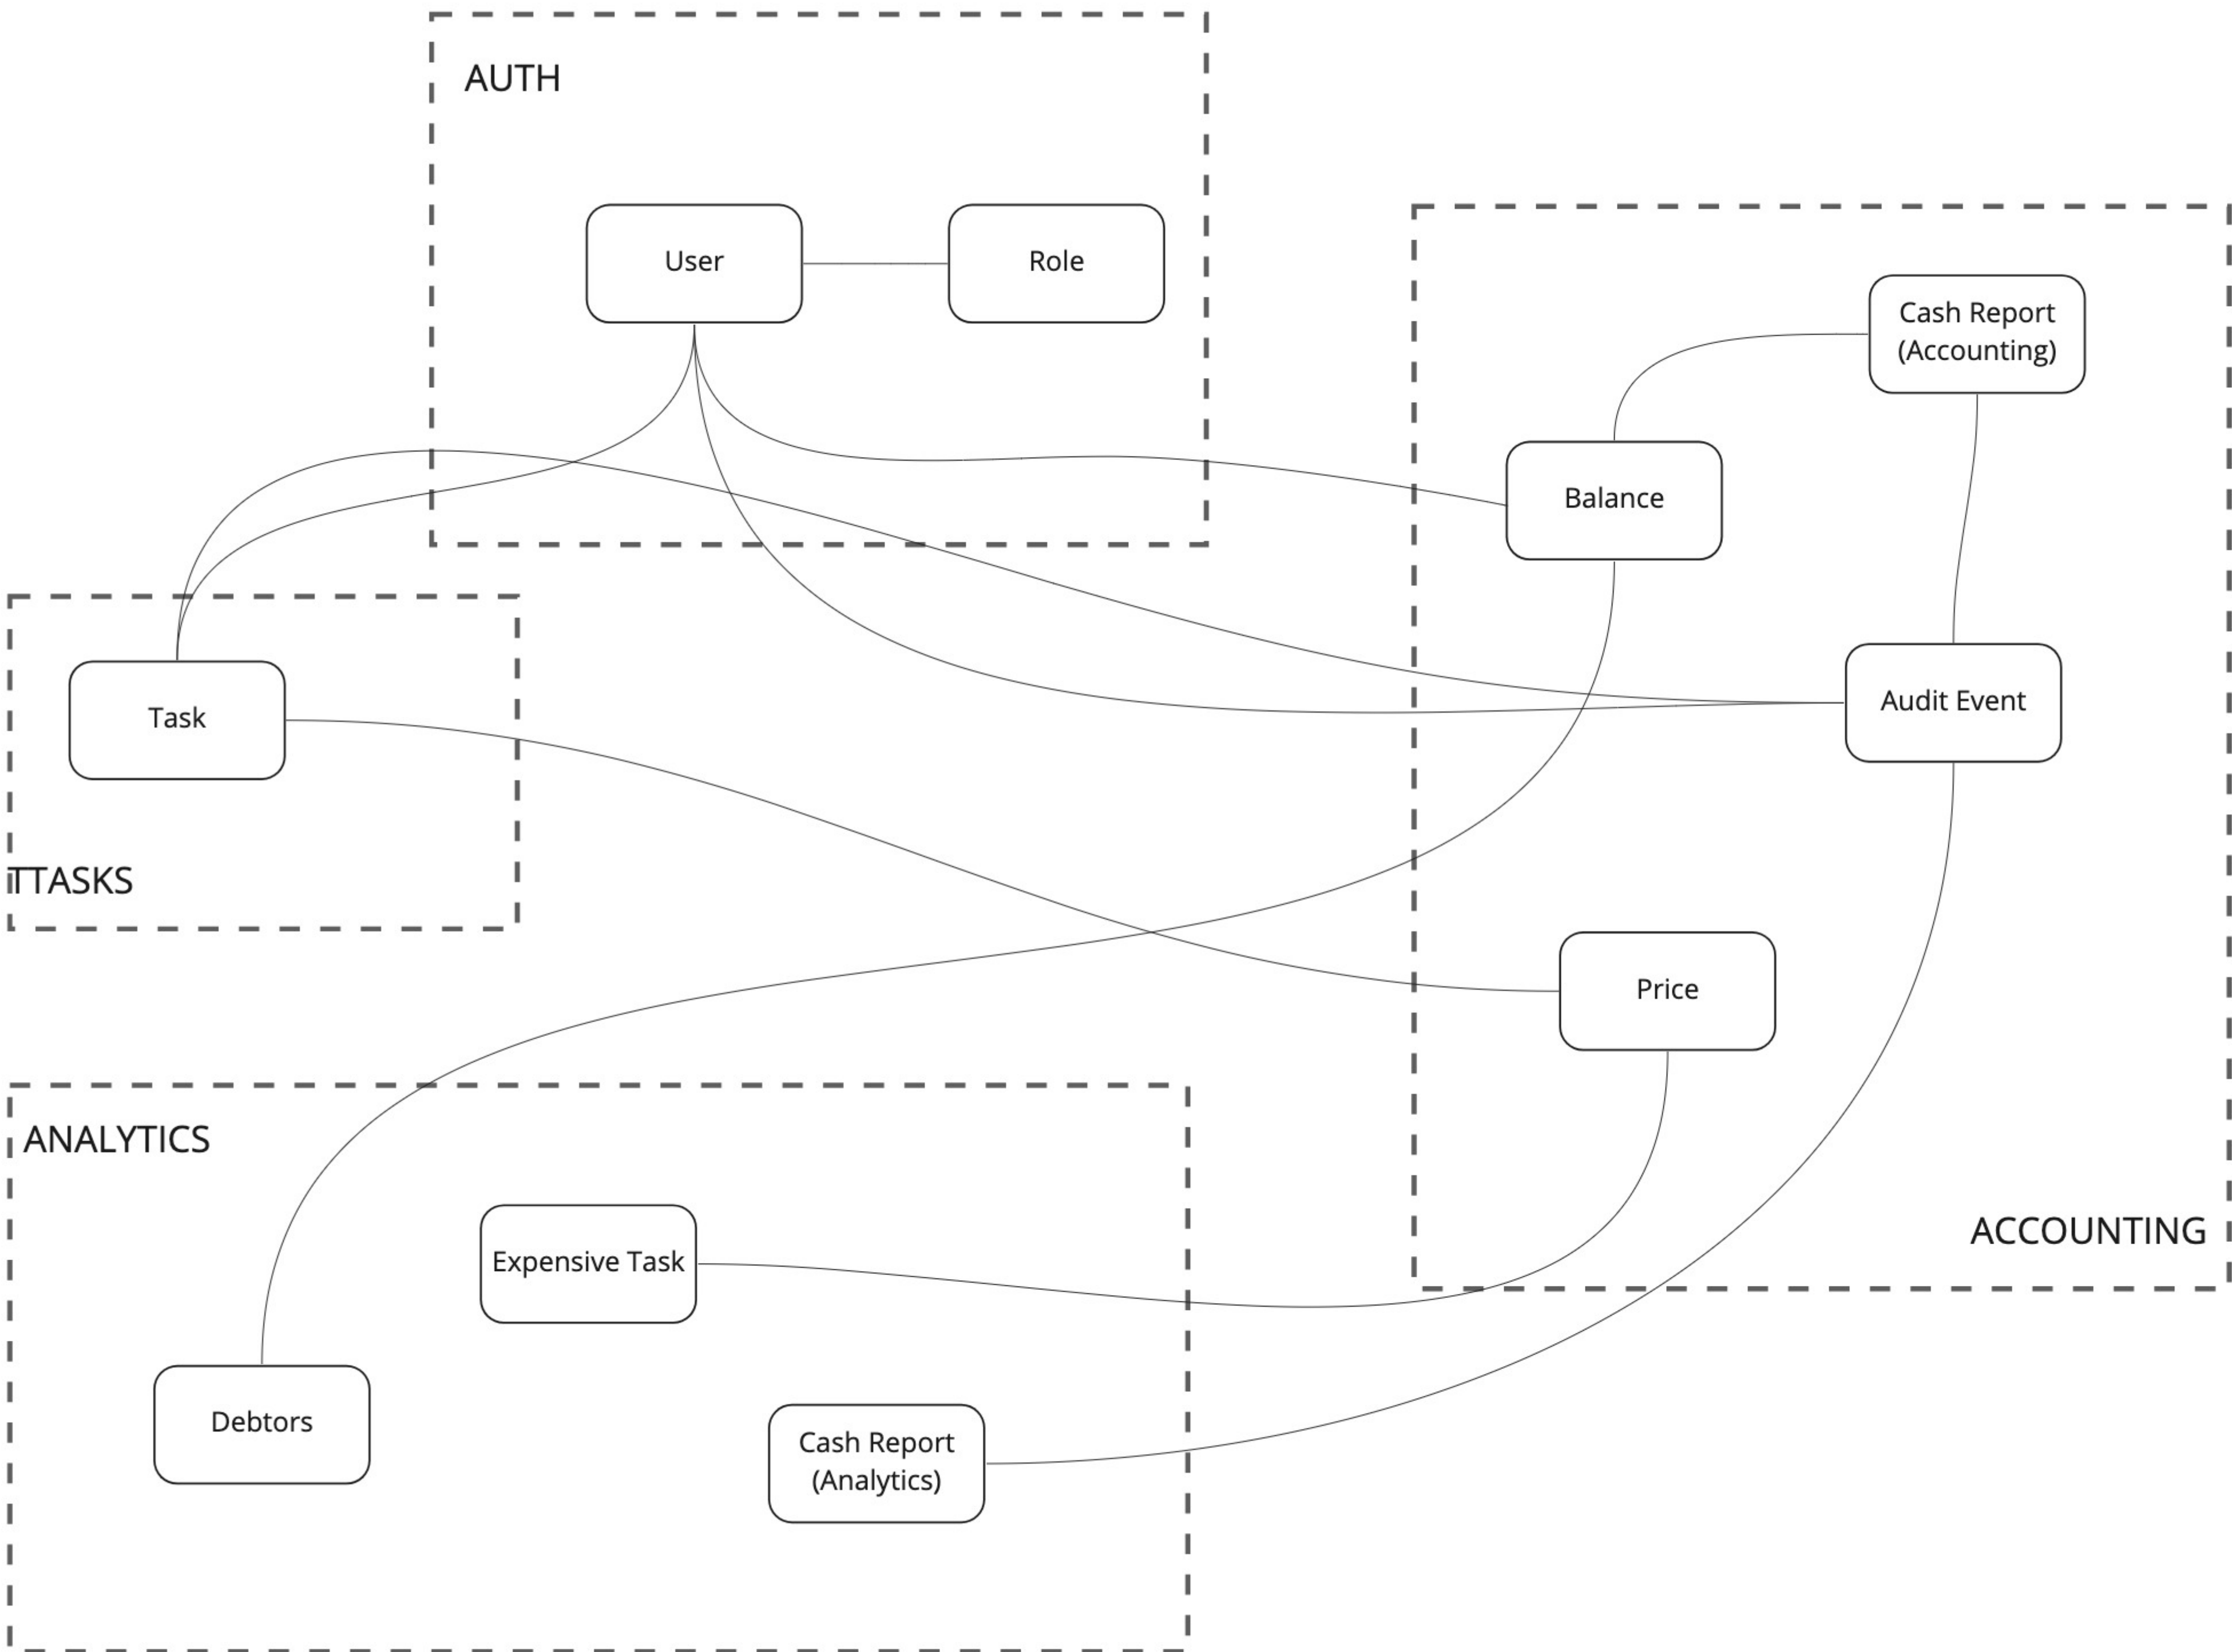 AUTH
User
Role
Cash Report
(Accounting)
Balance
Task
Audit Event
TTASKS
Price
ANALYTICS
ACCOUNTING
Expensive Task
Debtors
Cash Report
(Analytics)